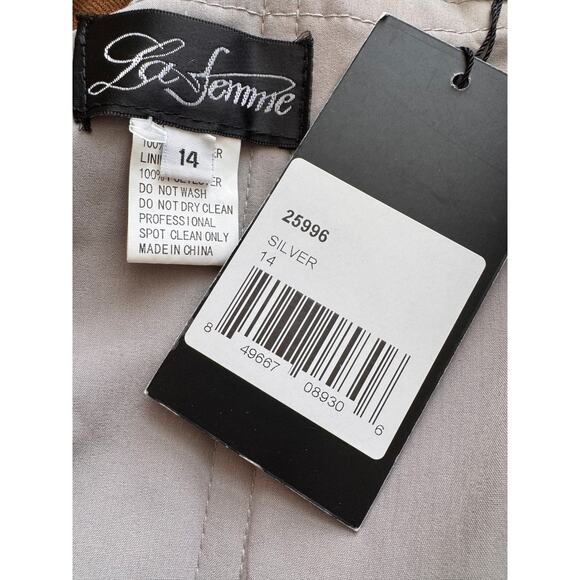 La Femme
14
100%
LINI
100% POLYESTER
DO NOT WASH
DO NOT DRY CLEAN
PROFESSIONAL
SPOT CLEAN ONLY
MADE IN CHINA
25996
SILVER
14
8 49667 08930 6